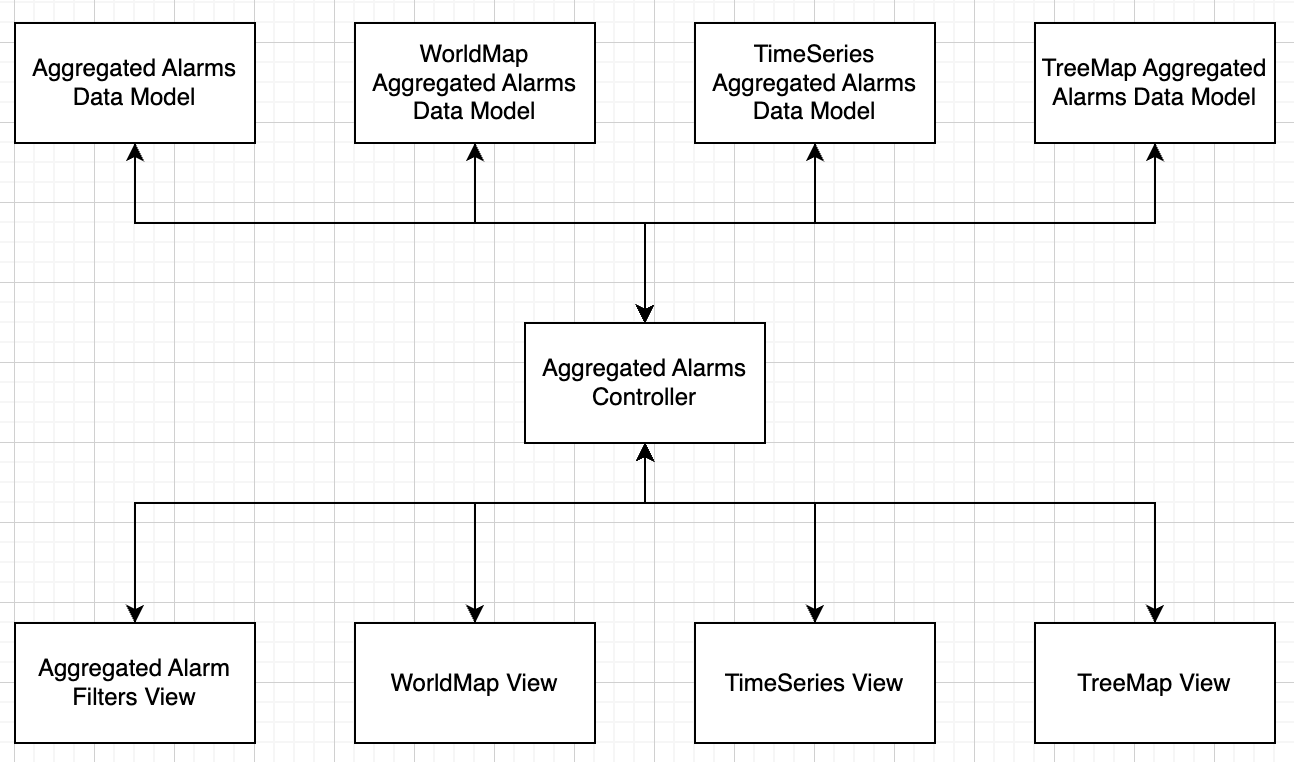 Aggregated Alarms
Data Model
WorldMap
Aggregated Alarms
Data Model
TimeSeries
Aggregated Alarms
Data Model
TreeMap Aggregated
Alarms Data Model
Aggregated Alarms
Controller
Aggregated Alarm
Filters View
WorldMap View
TimeSeries View
TreeMap View